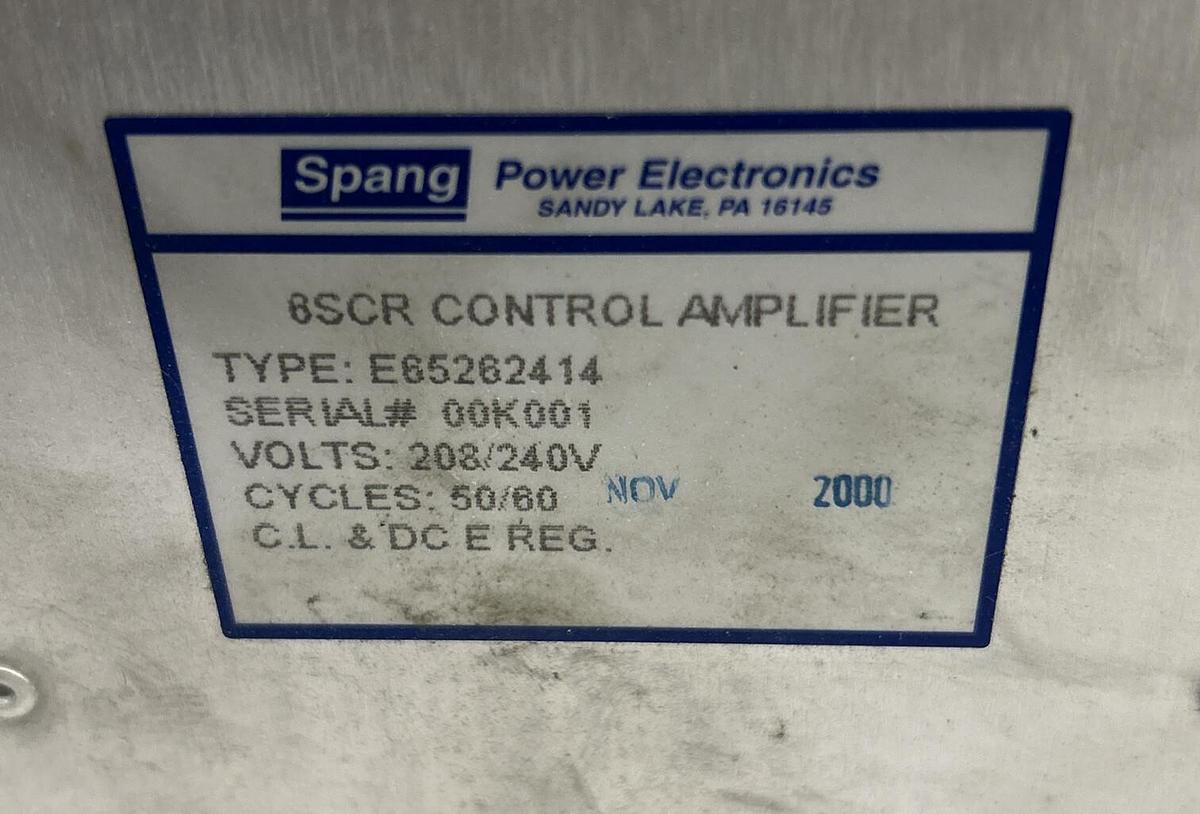 Spang Power Electronics
SANDY LAKE, PA 16145
6SCR CONTROL AMPLIFIER
TYPE: E65262414
SERIAL# 00K001
VOLTS: 208/240V
CYCLES: 50/60 NOV 2000
C.L. & DC E REG.